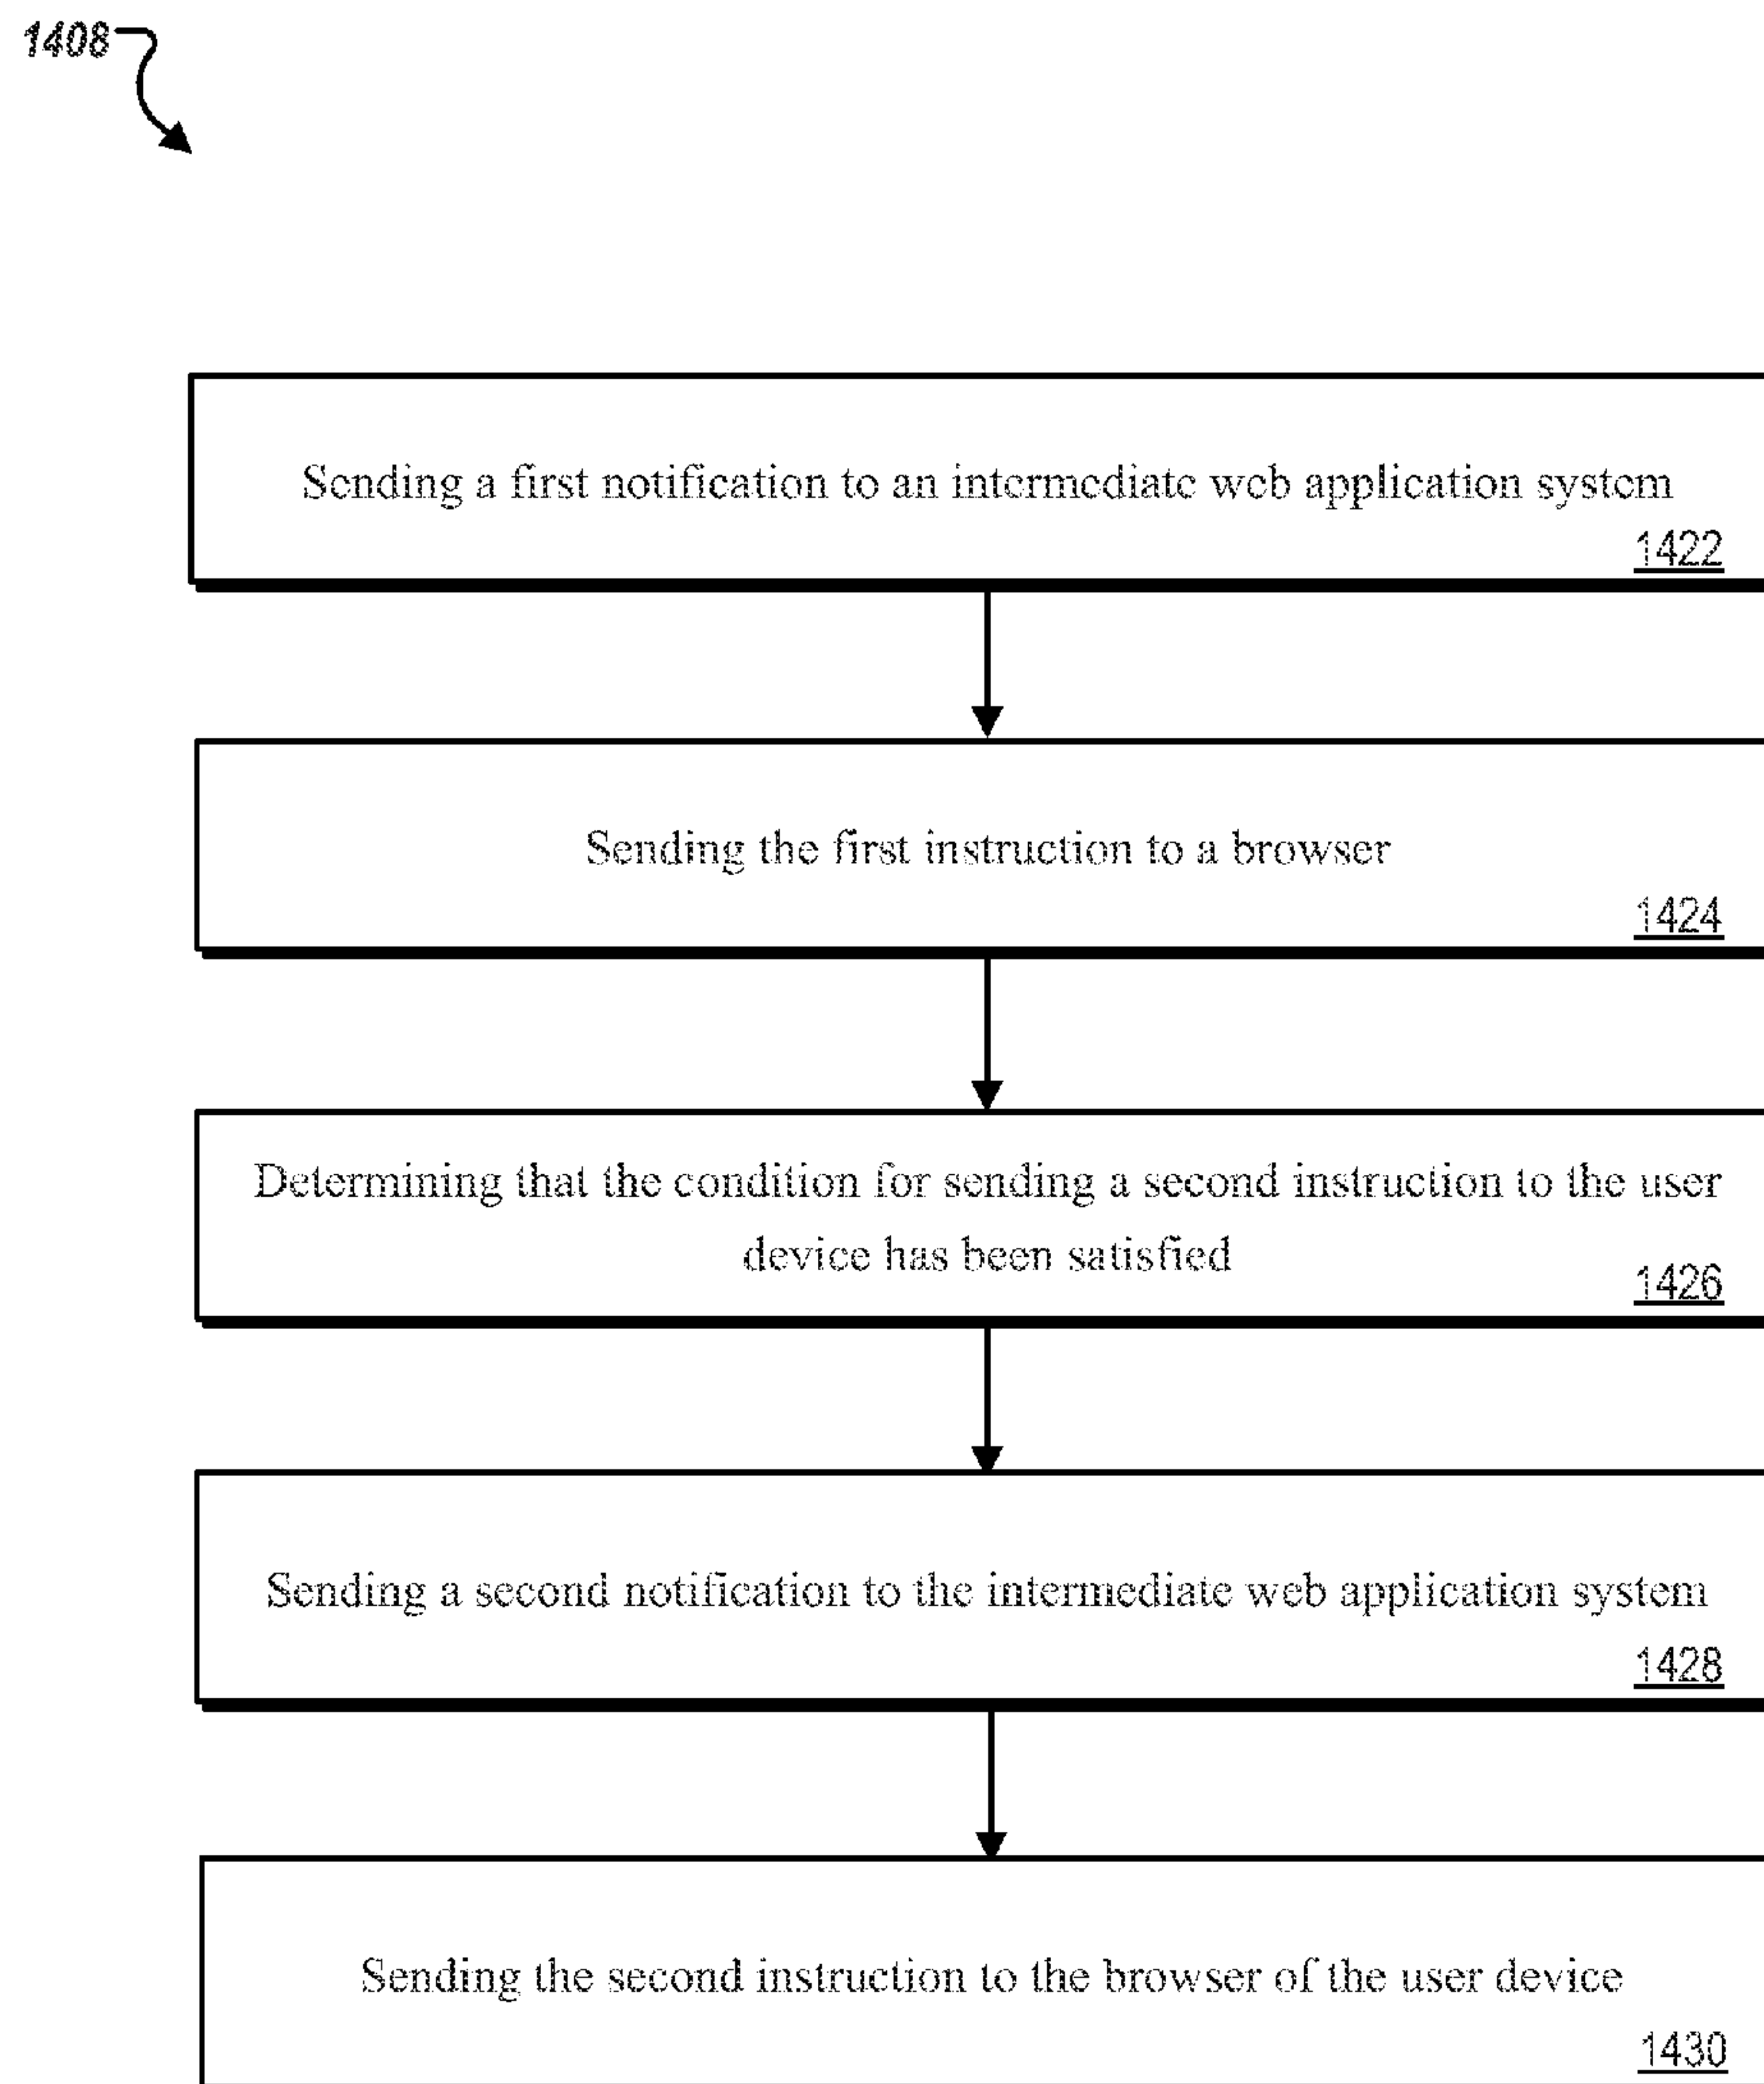 1408
Sending a first notification to an intermediate web application system
1422
Sending the first instruction to a browser
1424
Determining that the condition for sending a second instruction to the user
device has been satisfied
1426
Sending a second notification to the intermediate web application system
1428
Sending the second instruction to the browser of the user device
1430